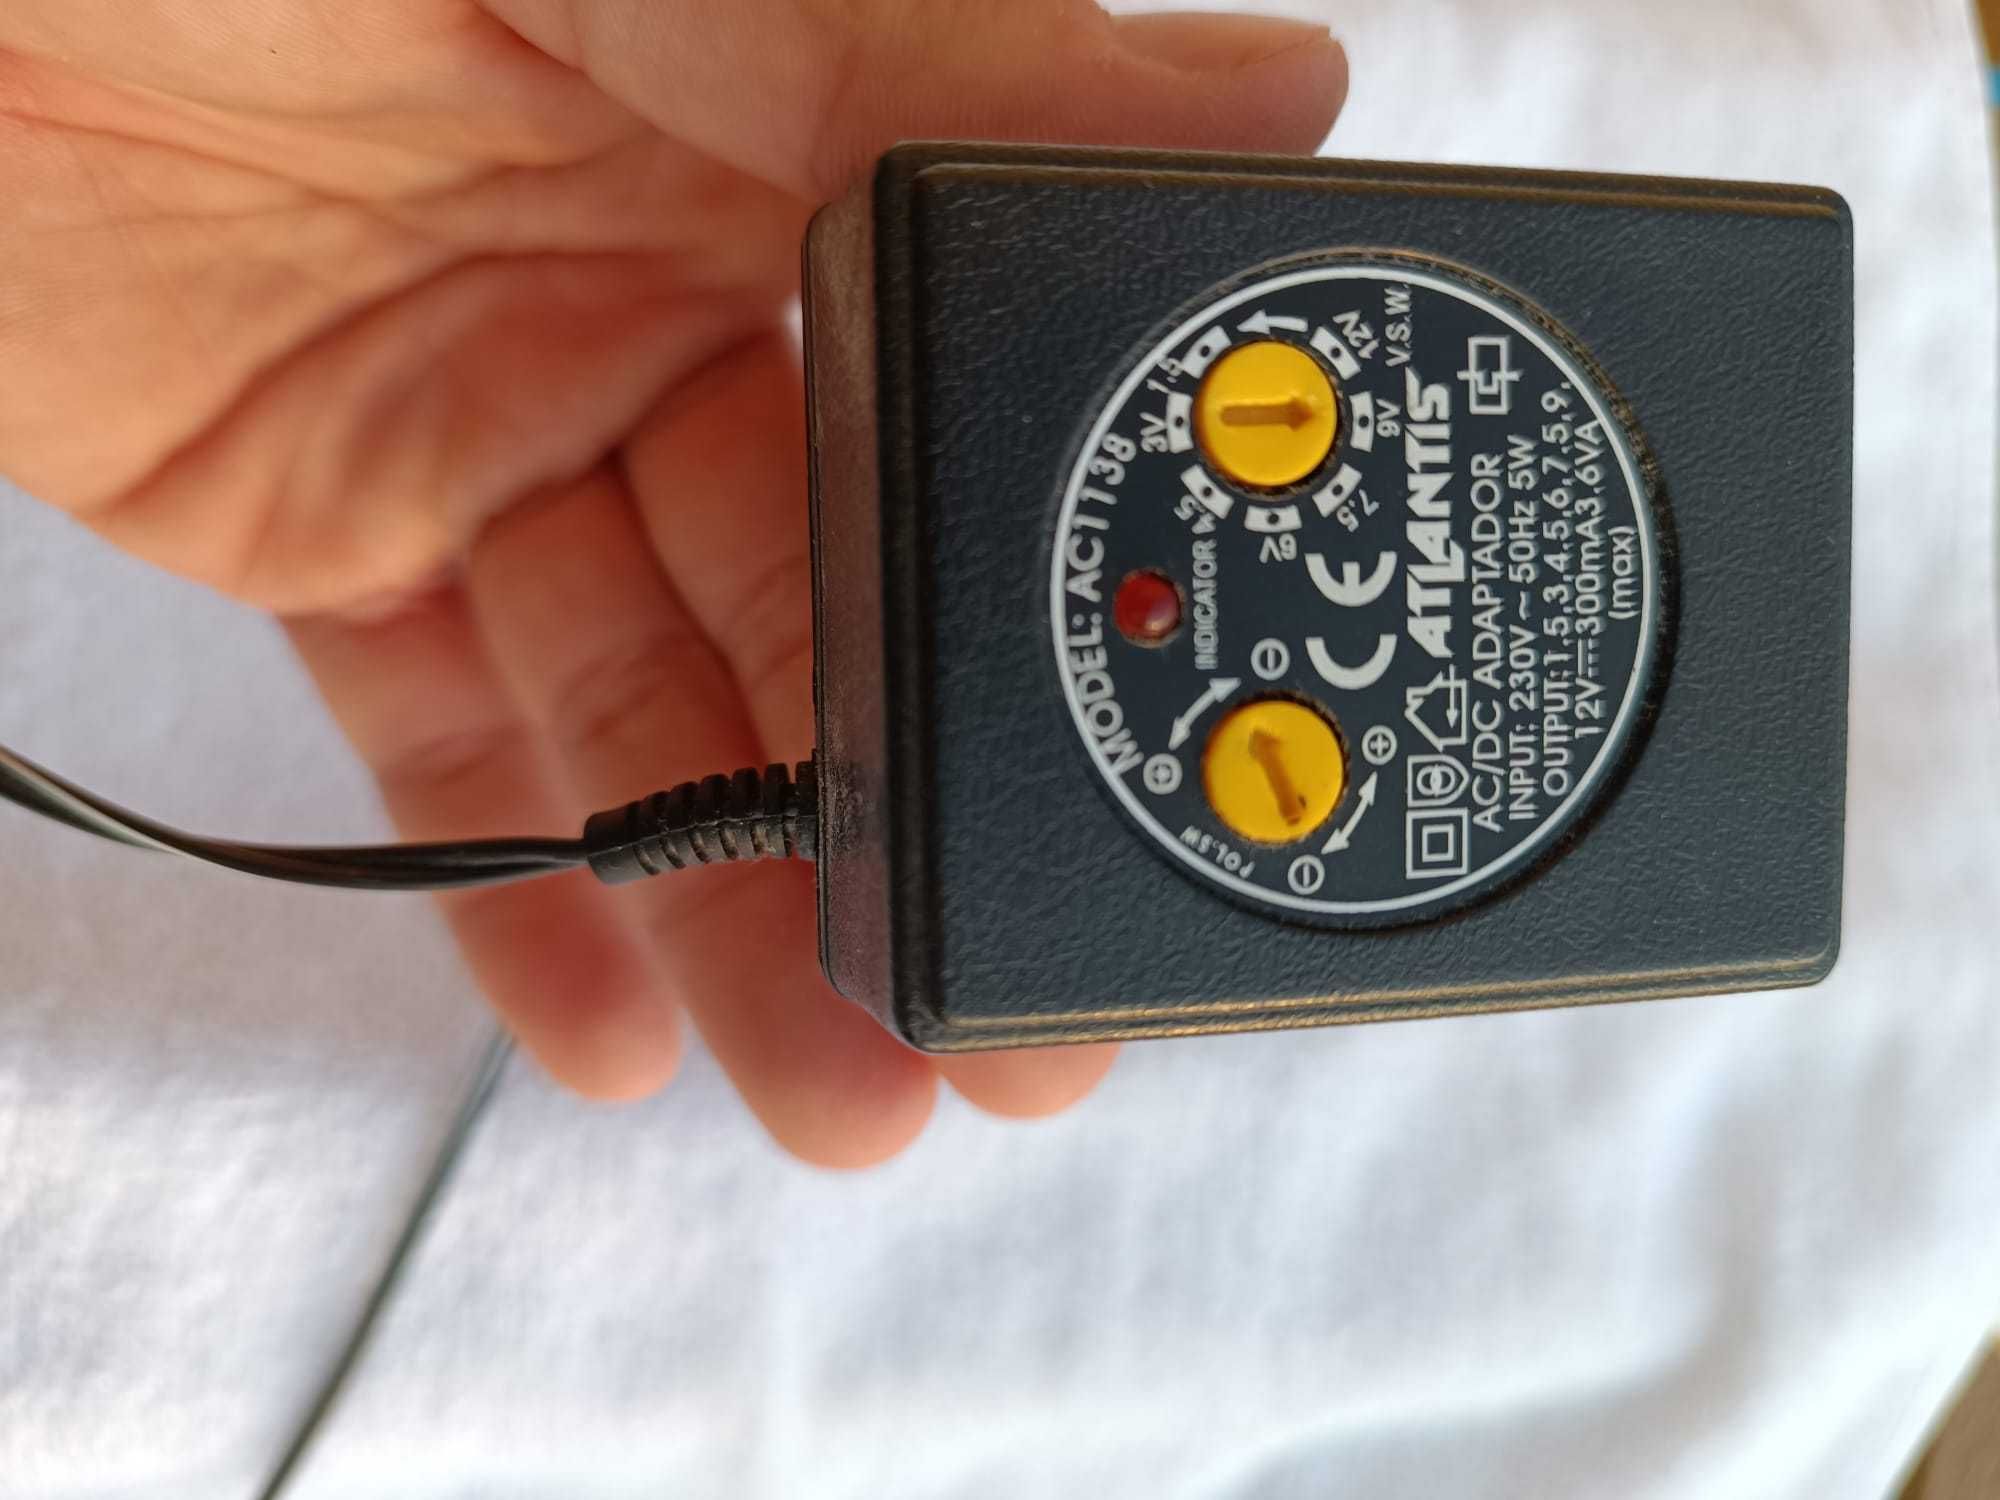 MODEL: AC1138
POL.SW
INDICATOR
1,5
3V
4,5
6V
7,5
9V
12V
V.S.W.
CE
ATLANTIS
AC/DC ADAPTADOR
INPUT: 230V ~ 50Hz 5W
OUTPUT: 1,5,3,4.5,6,7,5,9,
12V⎓300mA3,6VA
(max)